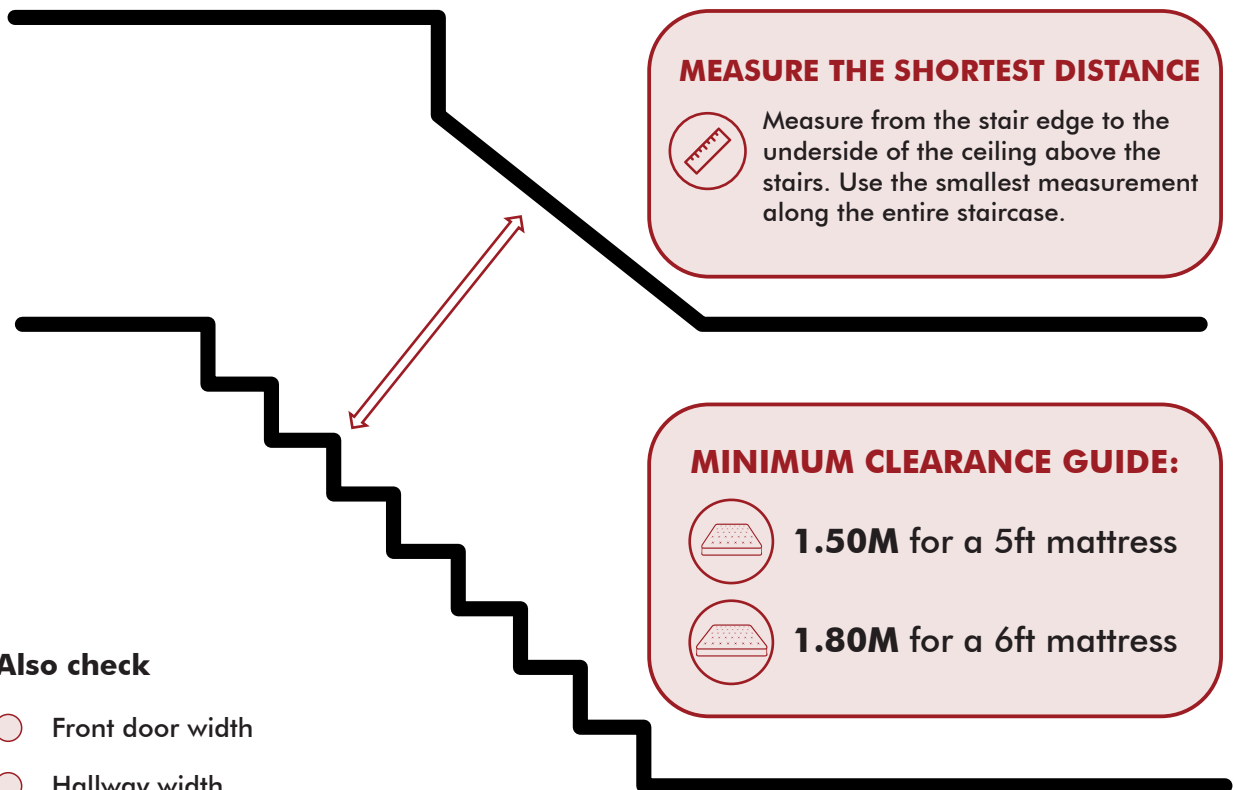 MEASURE THE SHORTEST DISTANCE
Measure from the stair edge to the
underside of the ceiling above the
stairs. Use the smallest measurement
along the entire staircase.
MINIMUM CLEARANCE GUIDE:
1.50M for a 5ft mattress
1.80M for a 6ft mattress
Also check
Front door width
Hallway width